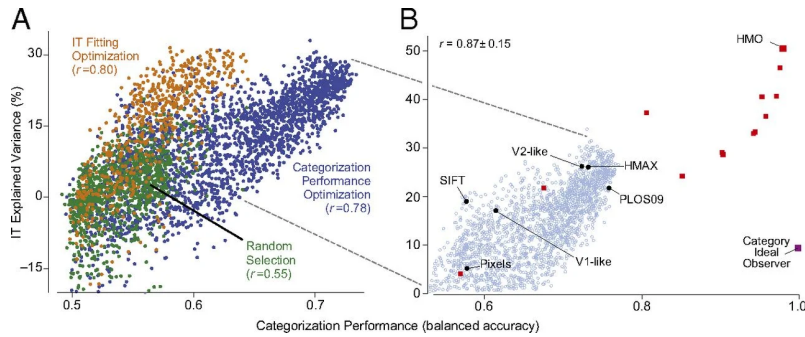 A
IT Explained Variance (%)
30
15
0
−15
0.5
0.6
0.7
IT Fitting
Optimization
(r=0.80)
Categorization
Performance
Optimization
(r=0.78)
Random
Selection
(r=0.55)
B
r = 0.87± 0.15
50
40
30
20
10
0
0.6
0.8
1.0
HMO
V2-like
HMAX
SIFT
PLOS09
V1-like
Pixels
Category
Ideal
Observer
Categorization Performance (balanced accuracy)